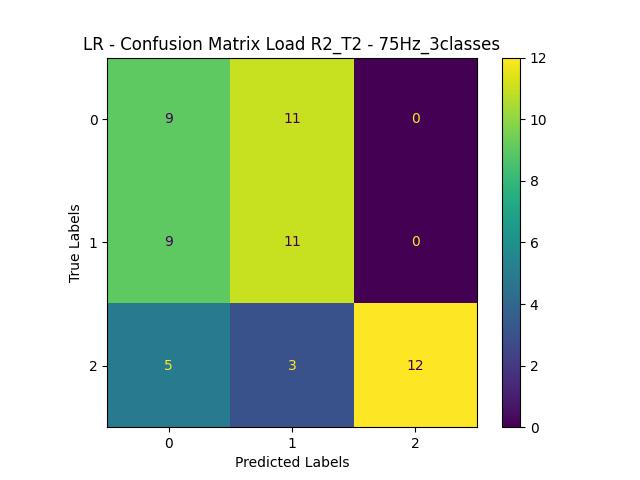 LR - Confusion Matrix Load R2_T2 - 75Hz_3classes
12
0 9 11 0
10
8
1 9 11 0
6
True Labels
4
2 5 3 12
2
0
0 1 2
Predicted Labels